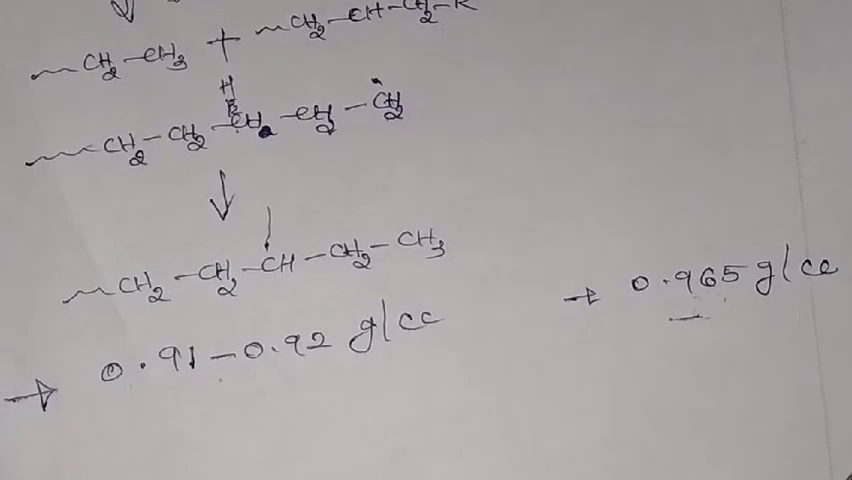 ~CH2-CH3 + ~CH2-CH-CH2-R
H
~CH2-CH2-CH2-CH2-CH2
~CH2-CH2-CH-CH2-CH3
→ 0.965 g/cc
→ 0.91-0.92 g/cc